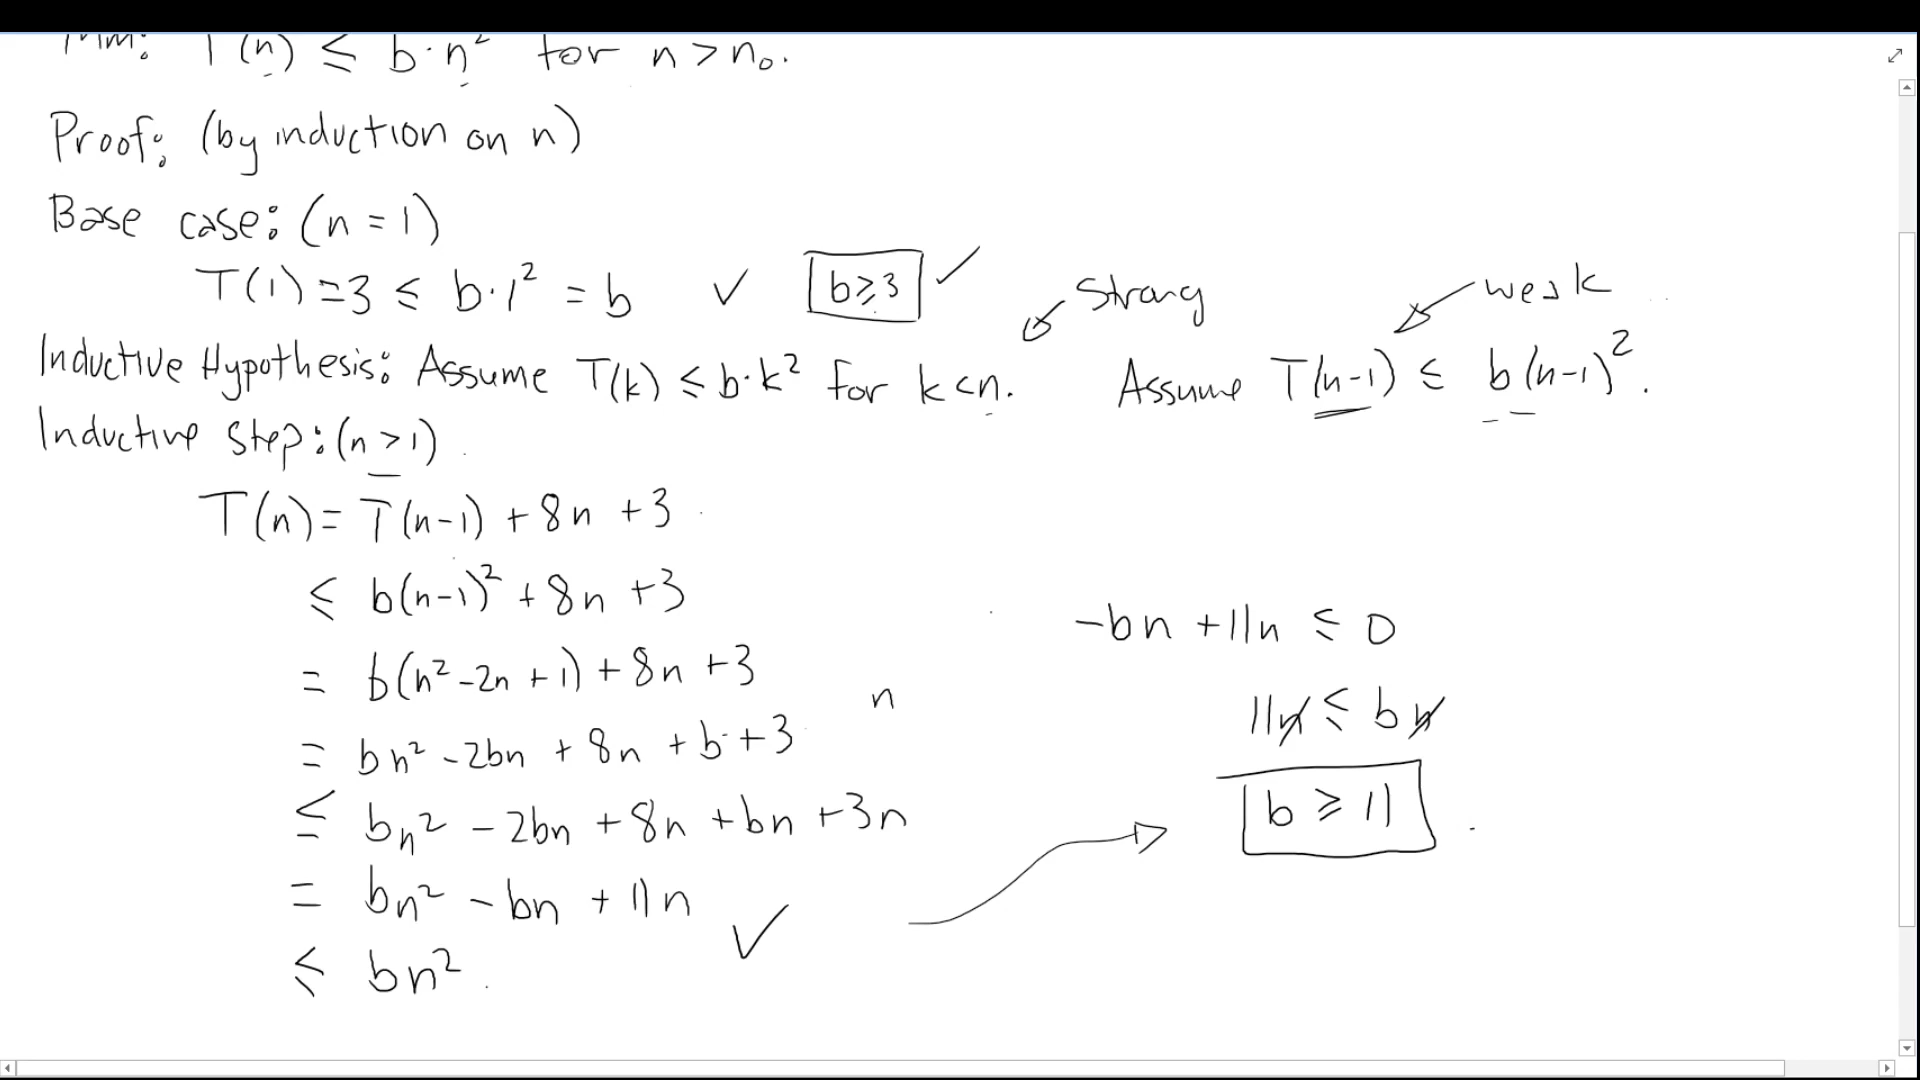 Thm: T(n) ≤ b·n² for n > n₀.
Proof: (by induction on n)
Base case: (n = 1)
T(1) = 3 ≤ b·1² = b ✓ b ≥ 3 ✓
Strong
weak
Inductive Hypothesis: Assume T(k) ≤ b·k² for k < n. Assume T(n-1) ≤ b(n-1)².
Inductive Step: (n > 1)
T(n) = T(n-1) + 8n + 3
≤ b(n-1)² + 8n + 3
= b(n² - 2n + 1) + 8n + 3
n
= bn² - 2bn + 8n + b + 3
≤ bn² - 2bn + 8n + bn + 3n
= bn² - bn + 11n
≤ bn². ✓
-bn + 11n ≤ 0
11n ≤ bn
b ≥ 11